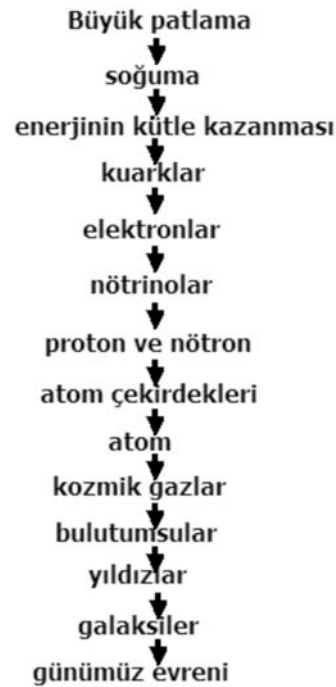 Büyük patlama
soğuma
enerjinin kütle kazanması
kuarklar
elektronlar
nötrinolar
proton ve nötron
atom çekirdekleri
atom
kozmik gazlar
bulutumsular
yıldızlar
galaksiler
günümüz evreni